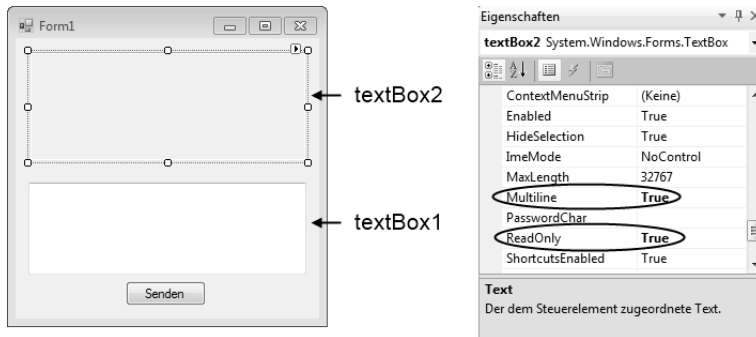 Form1
textBox2
textBox1
Senden
Eigenschaften
textBox2 System.Windows.Forms.TextBox
ContextMenuStrip (Keine)
Enabled True
HideSelection True
ImeMode NoControl
MaxLength 32767
Multiline True
PasswordChar
ReadOnly True
ShortcutsEnabled True
Text
Der dem Steuerelement zugeordnete Text.